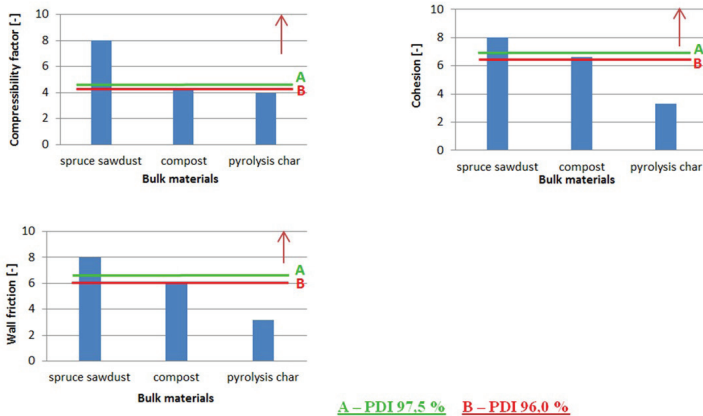 Compressibility factor [-]
10
8
6
4
2
0
A
B
spruce sawdust compost pyrolysis char
Bulk materials
Cohesion [-]
10
8
6
4
2
0
A
B
spruce sawdust compost pyrolysis char
Bulk materials
Wall friction [-]
10
8
6
4
2
0
A
B
spruce sawdust compost pyrolysis char
Bulk materials
A – PDI 97,5 % B – PDI 96,0 %